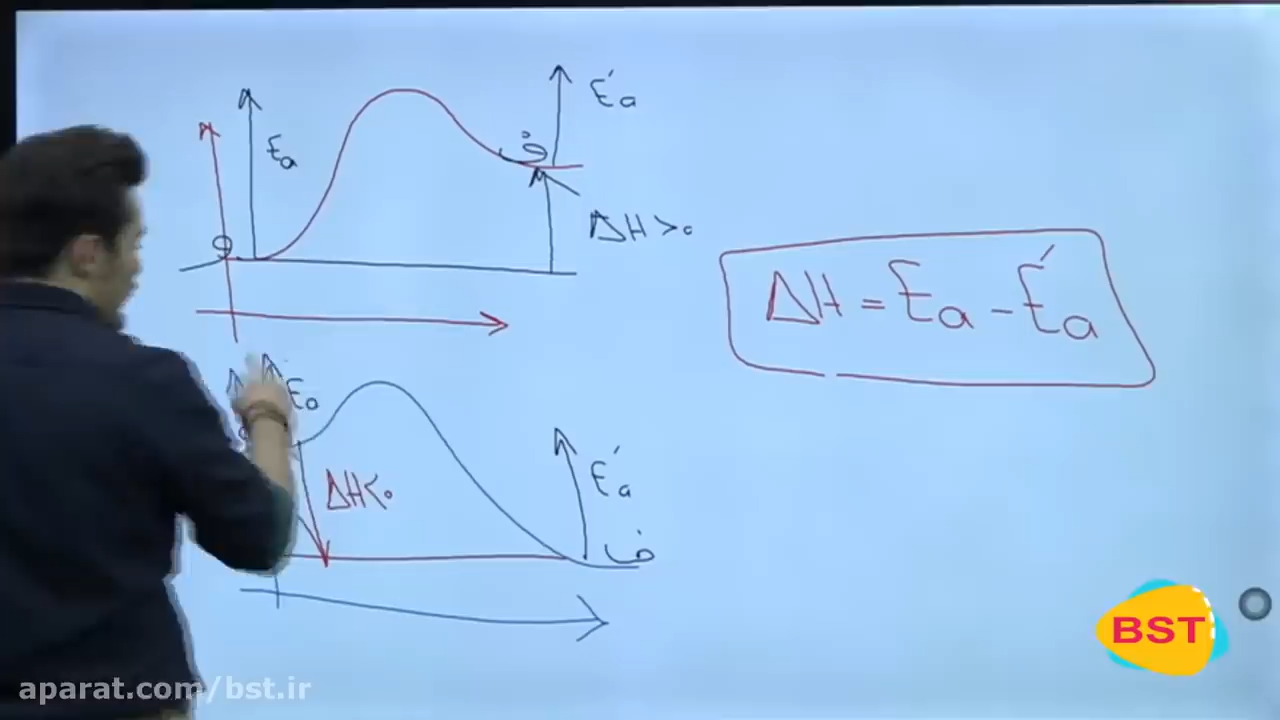 Ea
E'a
ف
و
ΔH>0
ΔH = Ea - E'a
Ea
ΔH<0
E'a
ف
BST
aparat.com/bst.ir